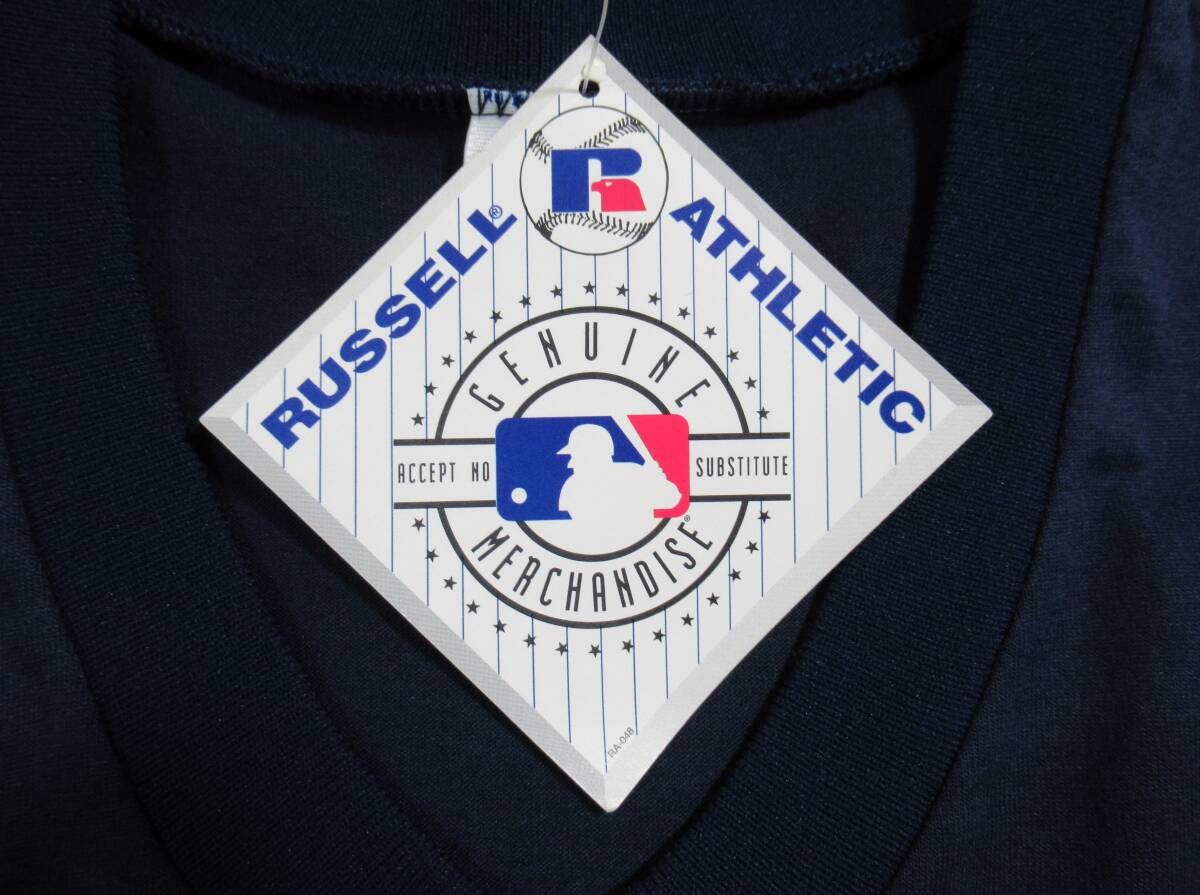 R
RUSSELL®
ATHLETIC
GENUINE
ACCEPT NO SUBSTITUTE
MERCHANDISE®
RA-048